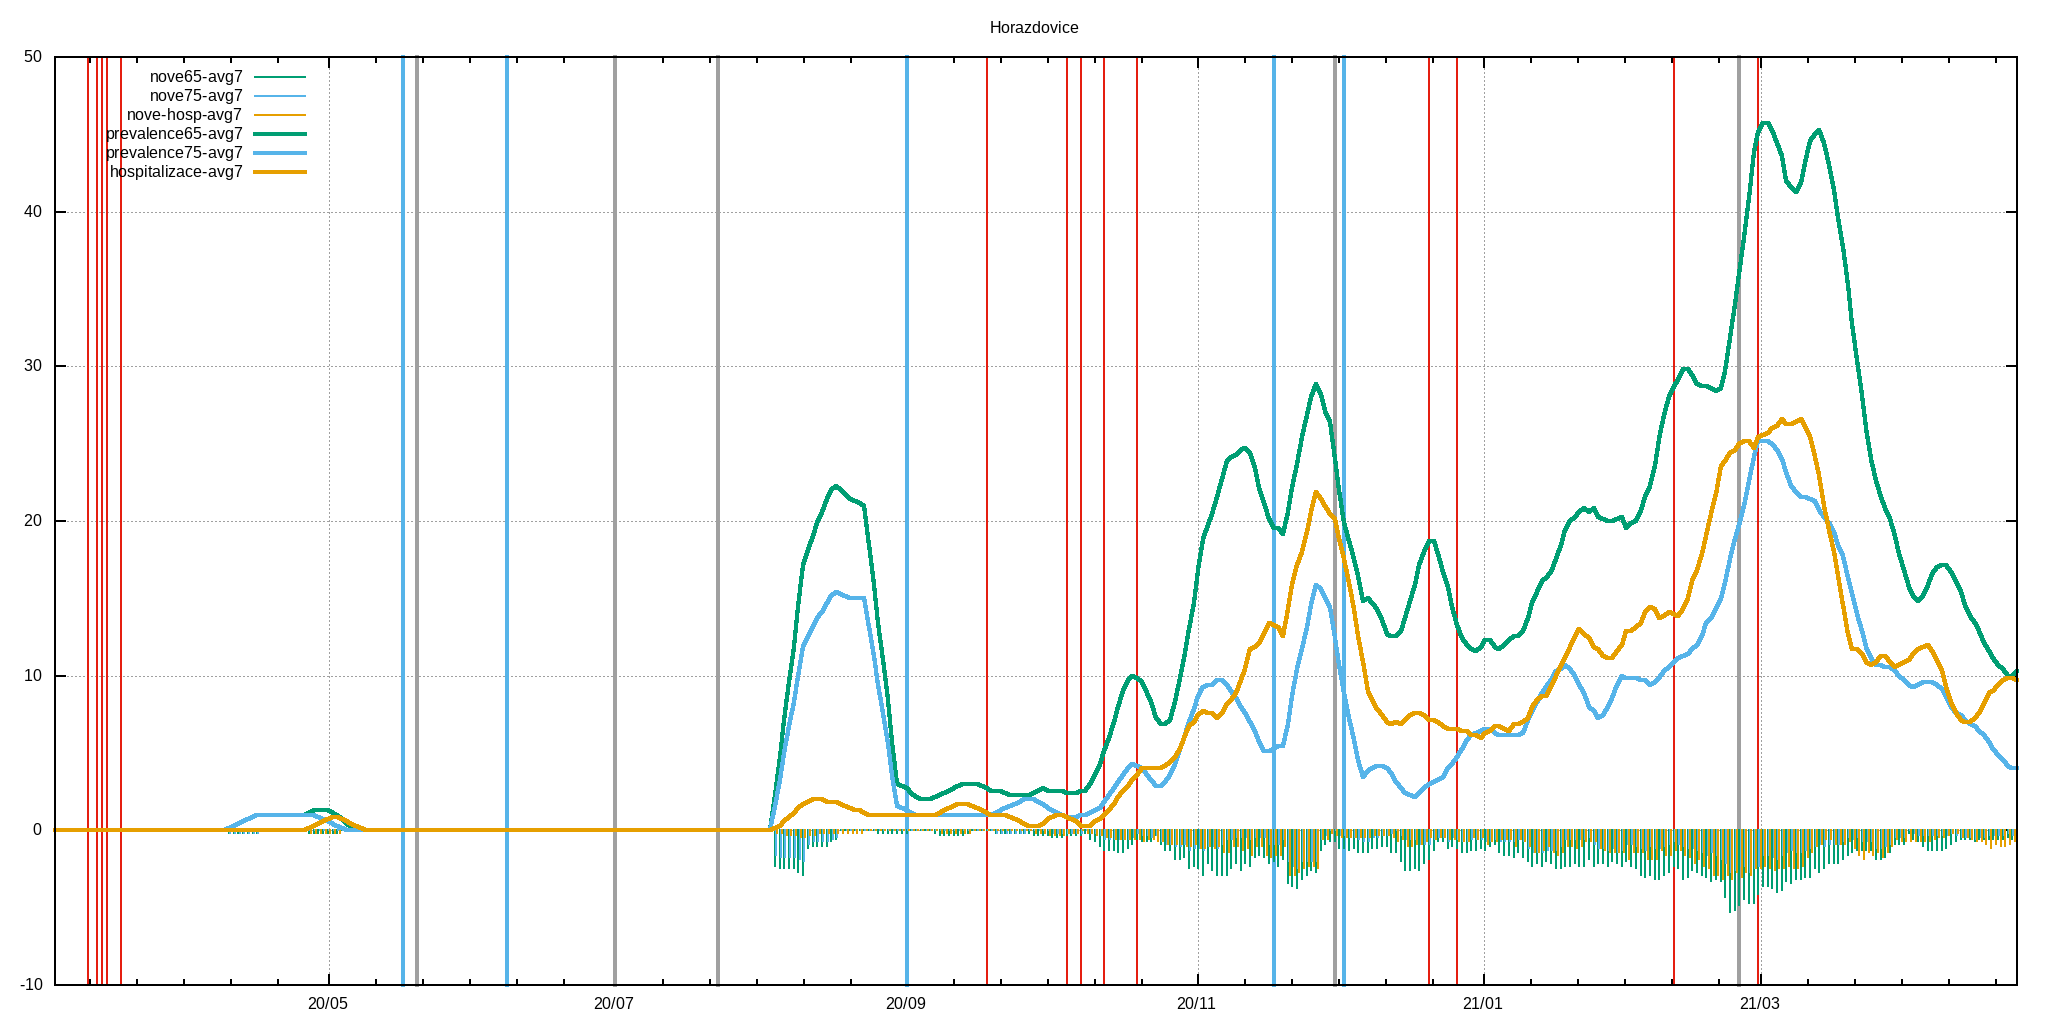 Horazdovice
50
nove65-avg7
nove75-avg7
nove-hosp-avg7
prevalence65-avg7
prevalence75-avg7
hospitalizace-avg7
40
30
20
10
0
-10
20/05 20/07 20/09 20/11 21/01 21/03